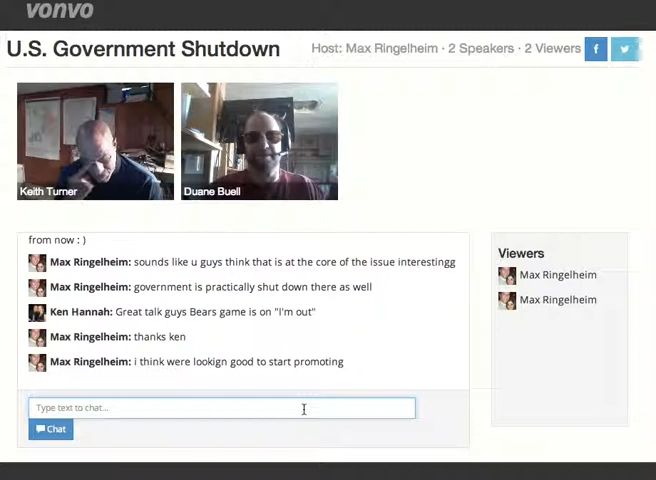 vonvo
U.S. Government Shutdown
Host: Max Ringelheim · 2 Speakers · 2 Viewers
f
Keith Turner
Duane Buell
from now : )
Max Ringelheim: sounds like u guys think that is at the core of the issue interestingg
Max Ringelheim: government is practically shut down there as well
Ken Hannah: Great talk guys Bears game is on "I'm out"
Max Ringelheim: thanks ken
Max Ringelheim: i think were lookign good to start promoting
Type text to chat...
Chat
Viewers
Max Ringelheim
Max Ringelheim